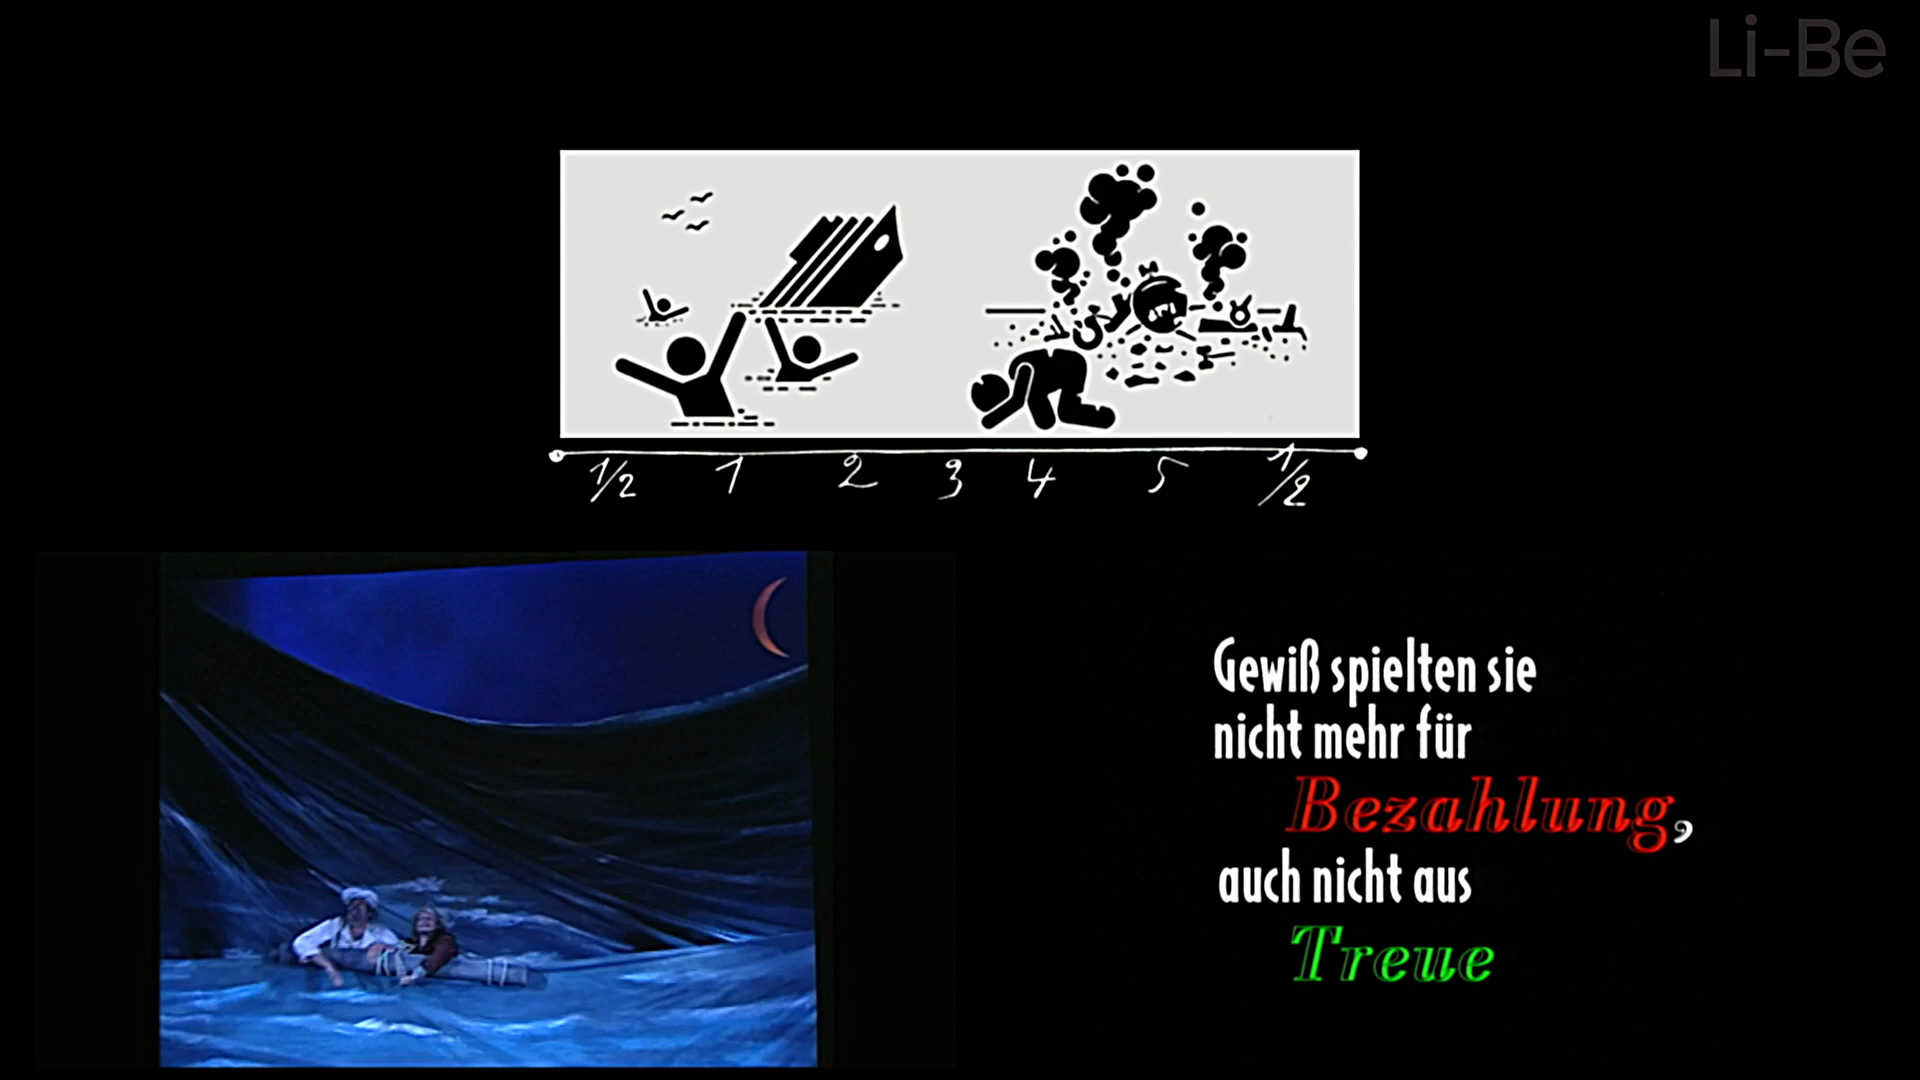 Li-Be
1/2 1 2 3 4 5 1/2
Gewiß spielten sie
nicht mehr für
Bezahlung,
auch nicht aus
Treue